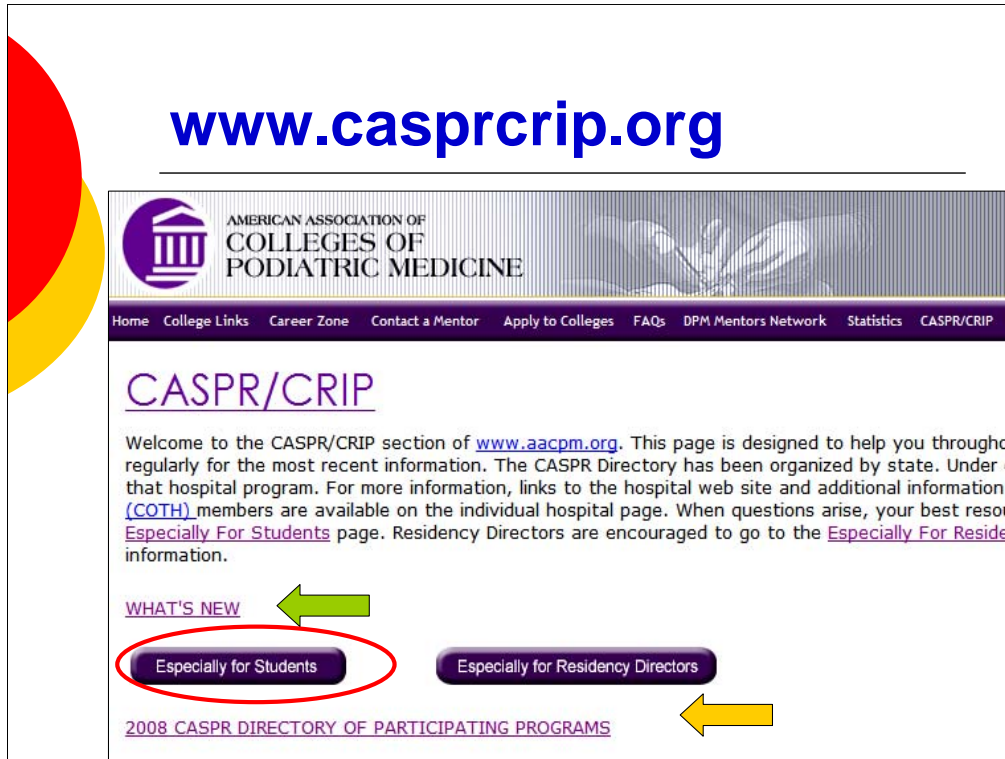 www.casprcrip.org
AMERICAN ASSOCIATION OF
COLLEGES OF
PODIATRIC MEDICINE
Home College Links Career Zone Contact a Mentor Apply to Colleges FAQs DPM Mentors Network Statistics CASPR/CRIP
CASPR/CRIP
Welcome to the CASPR/CRIP section of www.aacpm.org. This page is designed to help you
regularly for the most recent information. The CASPR Directory has been organized by state. Under
that hospital program. For more information, links to the hospital web site and additional information
(COTH) members are available on the individual hospital page. When questions arise, your best
Especially For Students page. Residency Directors are encouraged to go to the Especially For
information.
WHAT'S NEW
Especially for Students Especially for Residency Directors
2008 CASPR DIRECTORY OF PARTICIPATING PROGRAMS